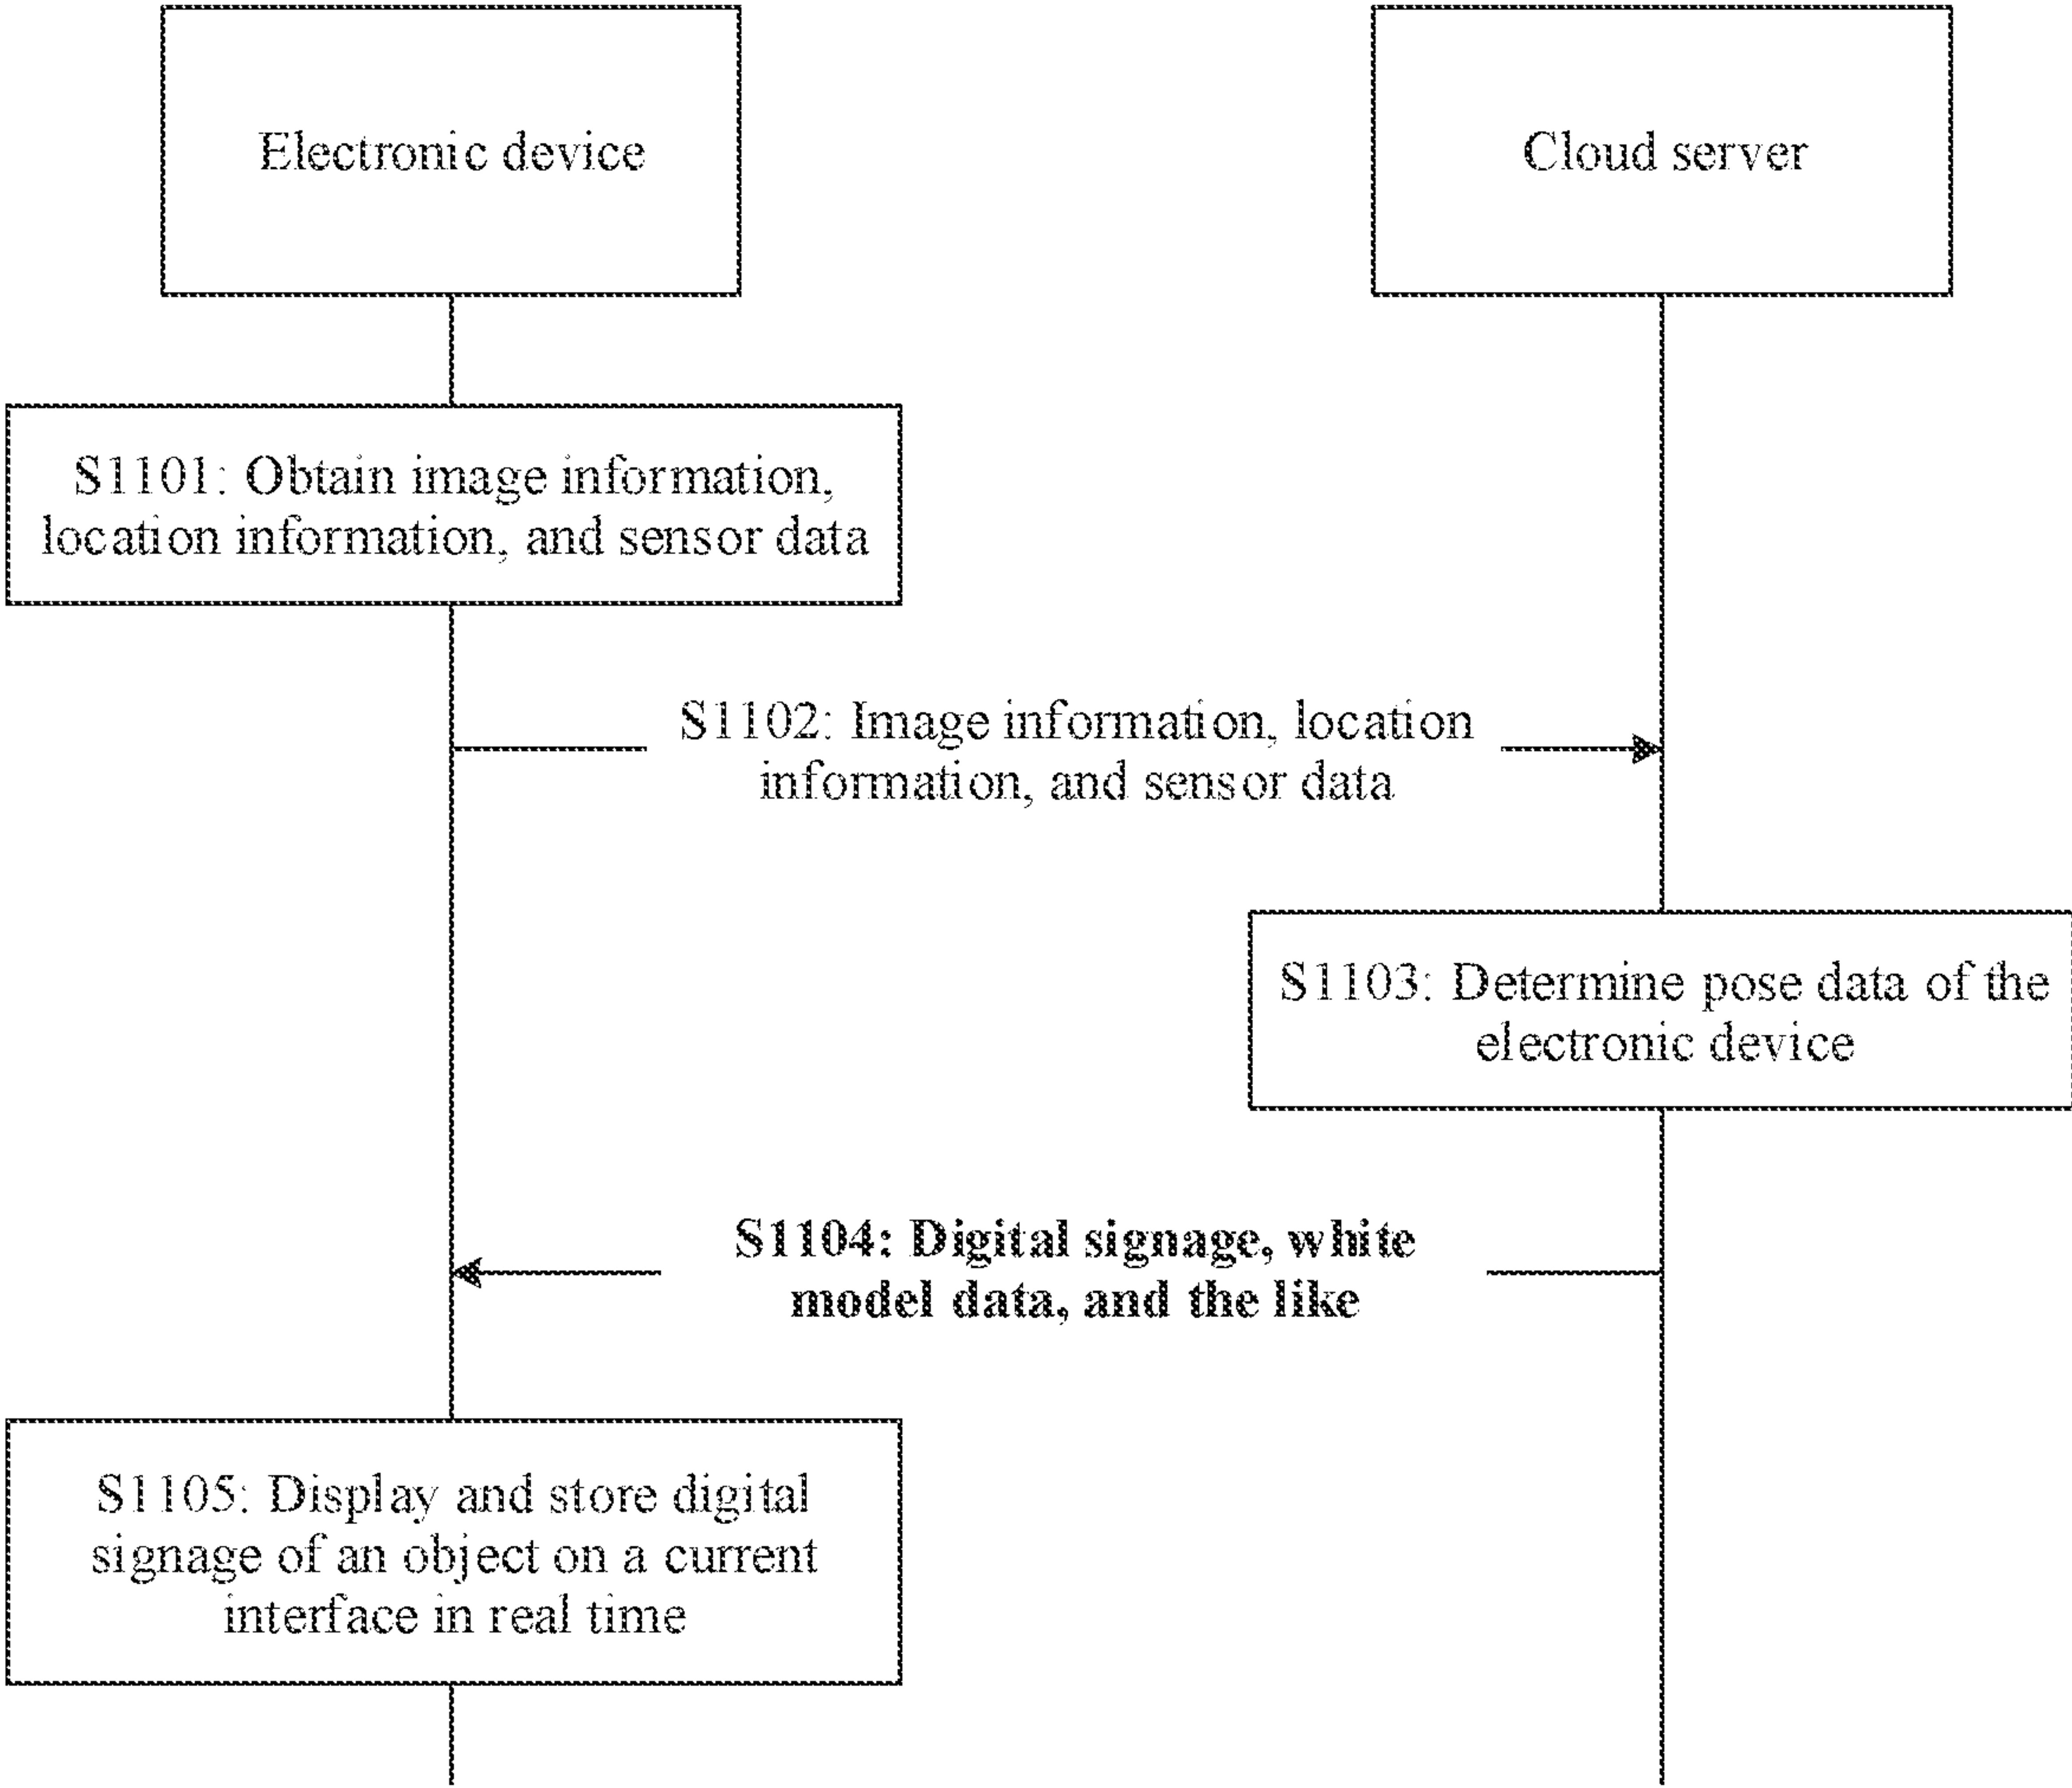 Electronic device
Cloud server
S1101: Obtain image information,
location information, and sensor data
S1102: Image information, location
information, and sensor data
S1103: Determine pose data of the
electronic device
S1104: Digital signage, white
model data, and the like
S1105: Display and store digital
signage of an object on a current
interface in real time